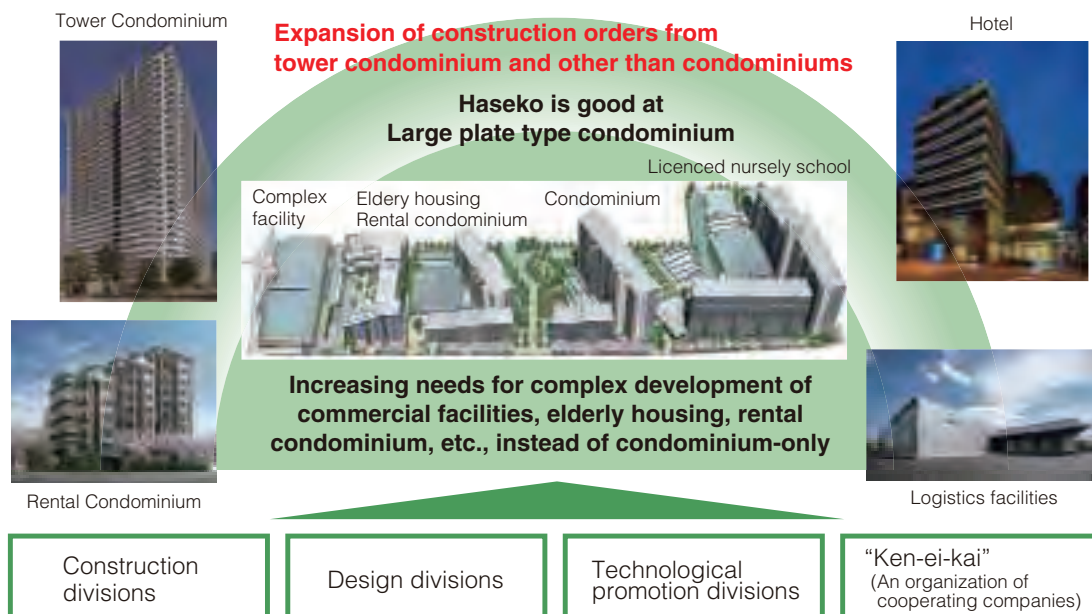 Tower Condominium
Expansion of construction orders from
tower condominium and other than condominiums
Hotel
Haseko is good at
Large plate type condominium
Licenced nursely school
Complex
facility
Eldery housing
Rental condominium
Condominium
Increasing needs for complex development of
commercial facilities, elderly housing, rental
condominium, etc., instead of condominium-only
Rental Condominium
Logistics facilities
Construction
divisions
Design divisions
Technological
promotion divisions
“Ken-ei-kai”
(An organization of
cooperating companies)